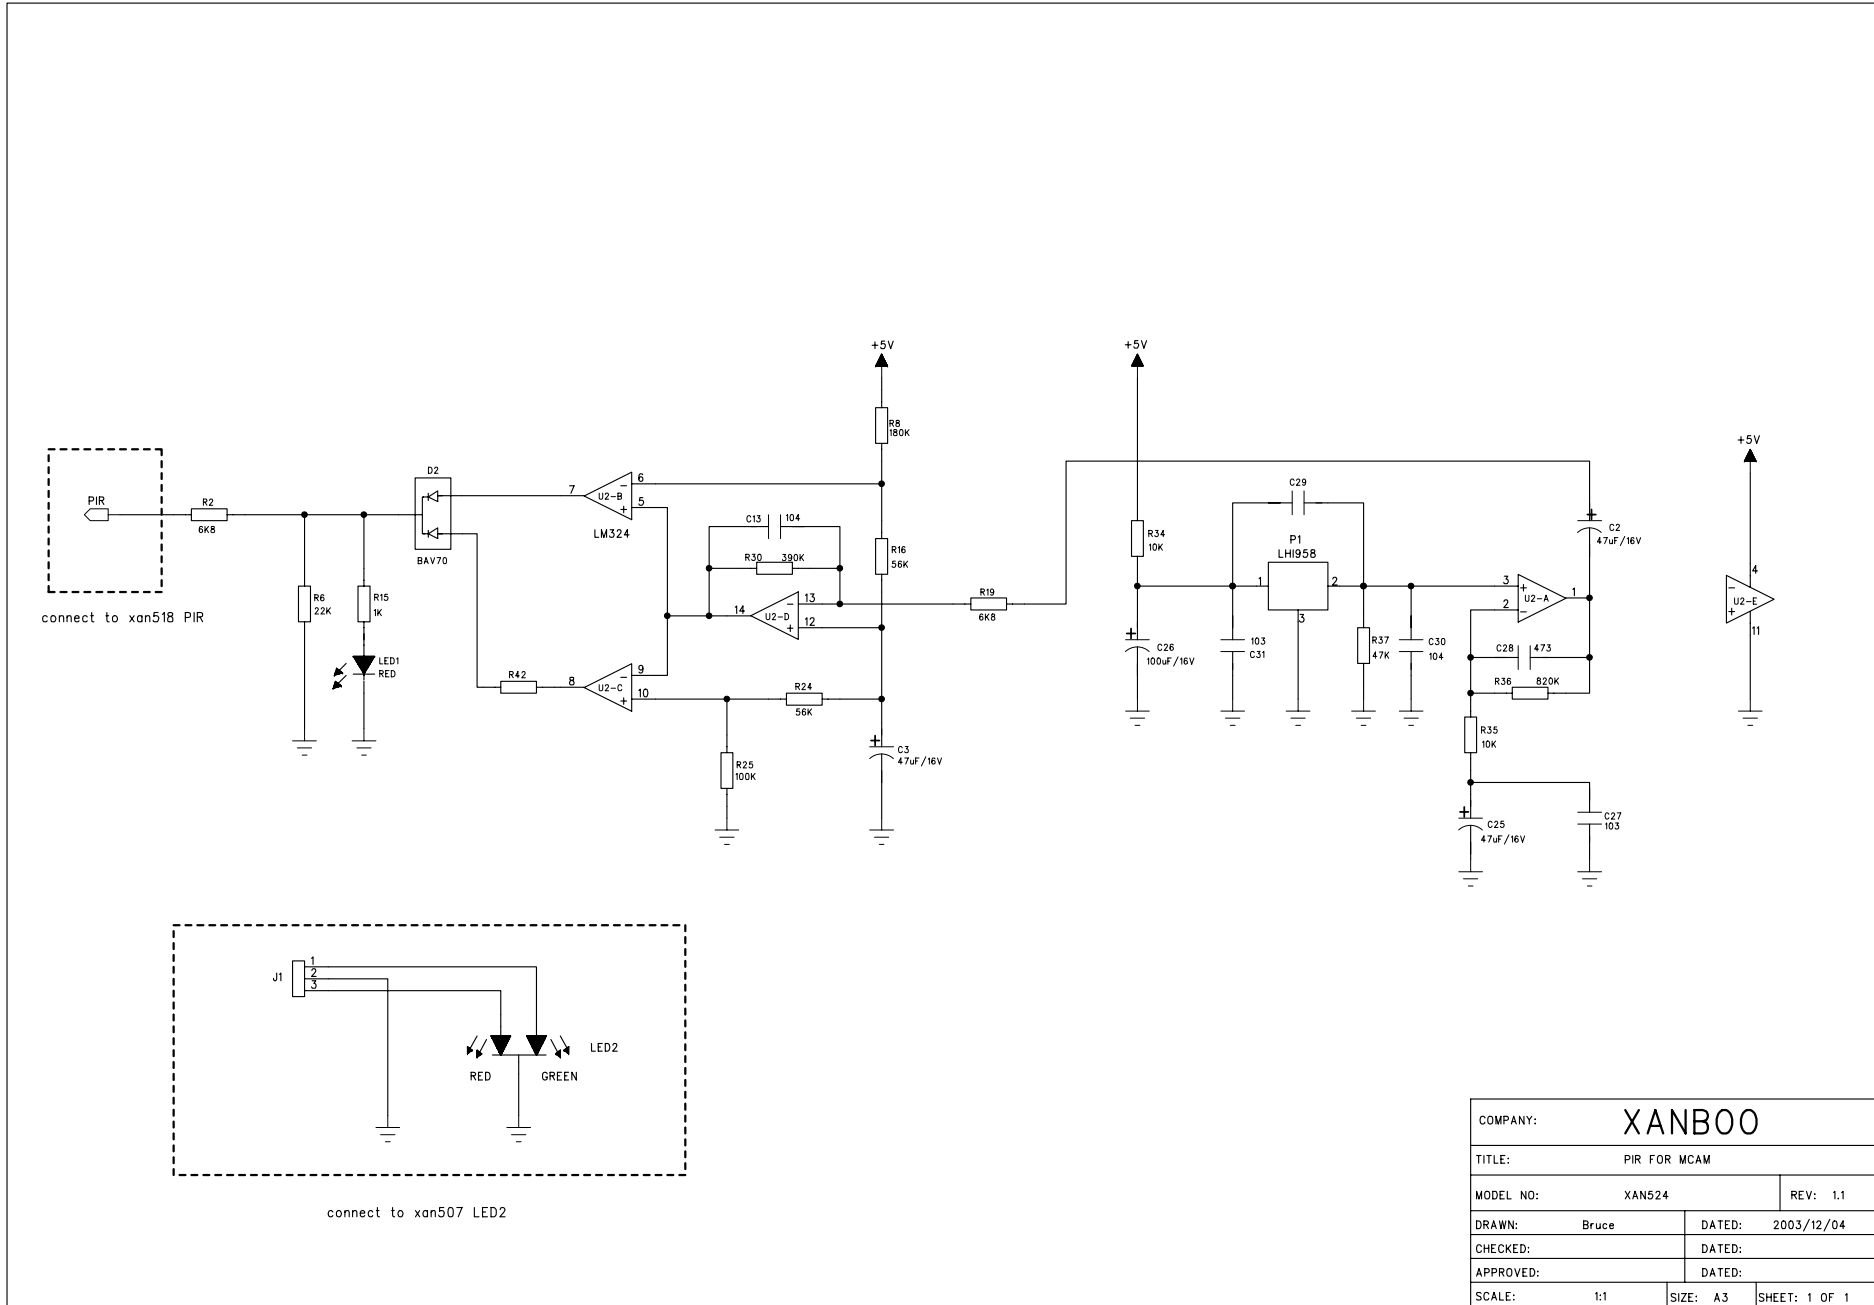 +5V
+5V
+5V
R8
180K
D2
BAV70
PIR
R2
6K8
connect to xan518 PIR
R6
22K
R15
1K
LED1
RED
7
U2-B
6
5
LM324
C13 104
R30 390K
R16
56K
14
U2-D
13
12
R19
6K8
R42
8
U2-C
9
10
R24
56K
R25
100K
C3
47uF/16V
R34
10K
C29
P1
LHI958
1
2
3
C26
100uF/16V
103
C31
R37
47K
C30
104
3
2
U2-A
1
C2
47uF/16V
C28 473
R36 820K
R35
10K
C25
47uF/16V
C27
103
4
U2-E
11
J1
1
2
3
LED2
RED
GREEN
connect to xan507 LED2
COMPANY: XANBOO
TITLE: PIR FOR MCAM
MODEL NO: XAN524 REV: 1.1
DRAWN: Bruce DATED: 2003/12/04
CHECKED: DATED:
APPROVED: DATED:
SCALE: 1:1 SIZE: A3 SHEET: 1 OF 1